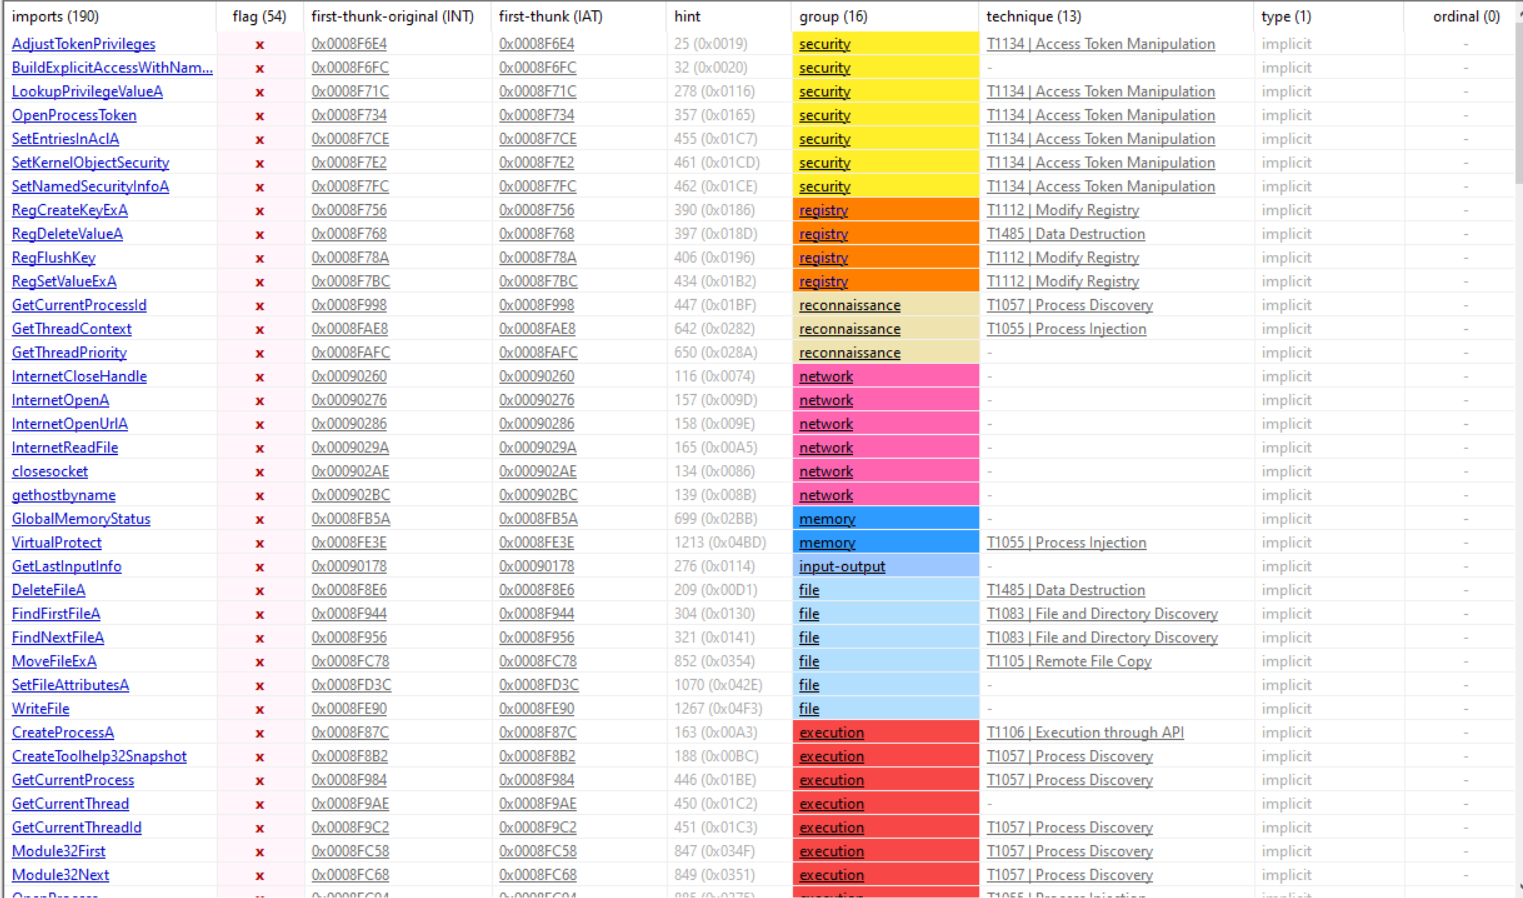 imports (190) flag (54) first-thunk-original (INT) first-thunk (IAT) hint group (16) technique (13) type (1) ordinal (0)
AdjustTokenPrivileges x 0x0008F6E4 0x0008F6E4 25 (0x0019) security T1134 | Access Token Manipulation implicit -
BuildExplicitAccessWithNam... x 0x0008F6FC 0x0008F6FC 32 (0x0020) security - implicit -
LookupPrivilegeValueA x 0x0008F71C 0x0008F71C 278 (0x0116) security T1134 | Access Token Manipulation implicit -
OpenProcessToken x 0x0008F734 0x0008F734 357 (0x0165) security T1134 | Access Token Manipulation implicit -
SetEntriesInAclA x 0x0008F7CE 0x0008F7CE 455 (0x01C7) security T1134 | Access Token Manipulation implicit -
SetKernelObjectSecurity x 0x0008F7E2 0x0008F7E2 461 (0x01CD) security T1134 | Access Token Manipulation implicit -
SetNamedSecurityInfoA x 0x0008F7FC 0x0008F7FC 462 (0x01CE) security T1134 | Access Token Manipulation implicit -
RegCreateKeyExA x 0x0008F756 0x0008F756 390 (0x0186) registry T1112 | Modify Registry implicit -
RegDeleteValueA x 0x0008F768 0x0008F768 397 (0x018D) registry T1485 | Data Destruction implicit -
RegFlushKey x 0x0008F78A 0x0008F78A 406 (0x0196) registry T1112 | Modify Registry implicit -
RegSetValueExA x 0x0008F7BC 0x0008F7BC 434 (0x01B2) registry T1112 | Modify Registry implicit -
GetCurrentProcessId x 0x0008F998 0x0008F998 447 (0x01BF) reconnaissance T1057 | Process Discovery implicit -
GetThreadContext x 0x0008FAE8 0x0008FAE8 642 (0x0282) reconnaissance T1055 | Process Injection implicit -
GetThreadPriority x 0x0008FAFC 0x0008FAFC 650 (0x028A) reconnaissance - implicit -
InternetCloseHandle x 0x00090260 0x00090260 116 (0x0074) network - implicit -
InternetOpenA x 0x00090276 0x00090276 157 (0x009D) network - implicit -
InternetOpenUrlA x 0x00090286 0x00090286 158 (0x009E) network - implicit -
InternetReadFile x 0x0009029A 0x0009029A 165 (0x00A5) network - implicit -
closesocket x 0x000902AE 0x000902AE 134 (0x0086) network - implicit -
gethostbyname x 0x000902BC 0x000902BC 139 (0x008B) network - implicit -
GlobalMemoryStatus x 0x0008FB5A 0x0008FB5A 699 (0x02BB) memory - implicit -
VirtualProtect x 0x0008FE3E 0x0008FE3E 1213 (0x04BD) memory T1055 | Process Injection implicit -
GetLastInputInfo x 0x00090178 0x00090178 276 (0x0114) input-output - implicit -
DeleteFileA x 0x0008F8E6 0x0008F8E6 209 (0x00D1) file T1485 | Data Destruction implicit -
FindFirstFileA x 0x0008F944 0x0008F944 304 (0x0130) file T1083 | File and Directory Discovery implicit -
FindNextFileA x 0x0008F956 0x0008F956 321 (0x0141) file T1083 | File and Directory Discovery implicit -
MoveFileExA x 0x0008FC78 0x0008FC78 852 (0x0354) file T1105 | Remote File Copy implicit -
SetFileAttributesA x 0x0008FD3C 0x0008FD3C 1070 (0x042E) file - implicit -
WriteFile x 0x0008FE90 0x0008FE90 1267 (0x04F3) file - implicit -
CreateProcessA x 0x0008F87C 0x0008F87C 163 (0x00A3) execution T1106 | Execution through API implicit -
CreateToolhelp32Snapshot x 0x0008F8B2 0x0008F8B2 188 (0x00BC) execution T1057 | Process Discovery implicit -
GetCurrentProcess x 0x0008F984 0x0008F984 446 (0x01BE) execution T1057 | Process Discovery implicit -
GetCurrentThread x 0x0008F9AE 0x0008F9AE 450 (0x01C2) execution - implicit -
GetCurrentThreadId x 0x0008F9C2 0x0008F9C2 451 (0x01C3) execution T1057 | Process Discovery implicit -
Module32First x 0x0008FC58 0x0008FC58 847 (0x034F) execution T1057 | Process Discovery implicit -
Module32Next x 0x0008FC68 0x0008FC68 849 (0x0351) execution T1057 | Process Discovery implicit -